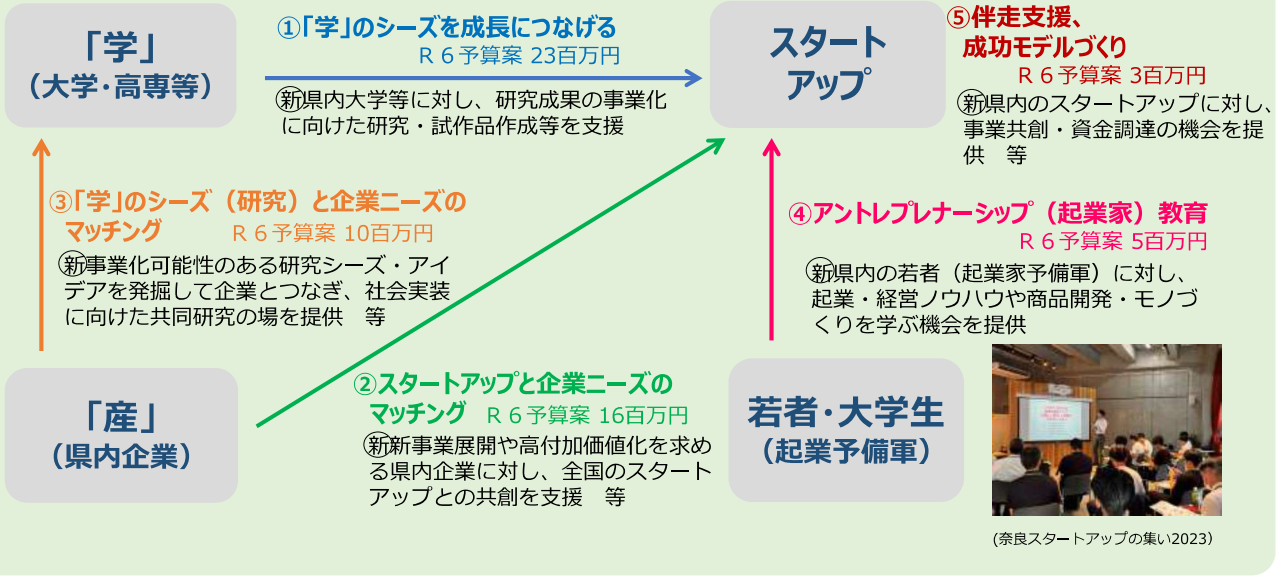 「学」
（大学・高専等）
①「学」のシーズを成長につなげる
Ｒ６予算案 23百万円
㊟新県内大学等に対し、研究成果の事業化
に向けた研究・試作品作成等を支援
スタート
アップ
⑤伴走支援、
成功モデルづくり
Ｒ６予算案 3百万円
新県内のスタートアップに対し、
事業共創・資金調達の機会を提
供　等
③「学」のシーズ（研究）と企業ニーズの
マッチング　Ｒ６予算案 10百万円
新事業化可能性のある研究シーズ・アイ
デアを発掘して企業とつなぎ、社会実装
に向けた共同研究の場を提供　等
④アントレプレナーシップ（起業家）教育
Ｒ６予算案 5百万円
新県内の若者（起業家予備軍）に対し、
起業・経営ノウハウや商品開発・モノづ
くりを学ぶ機会を提供
「産」
（県内企業）
②スタートアップと企業ニーズの
マッチング　Ｒ６予算案 16百万円
新新事業展開や高付加価値化を求め
る県内企業に対し、全国のスタート
アップとの共創を支援　等
若者・大学生
（起業予備軍）
(奈良スタートアップの集い2023）